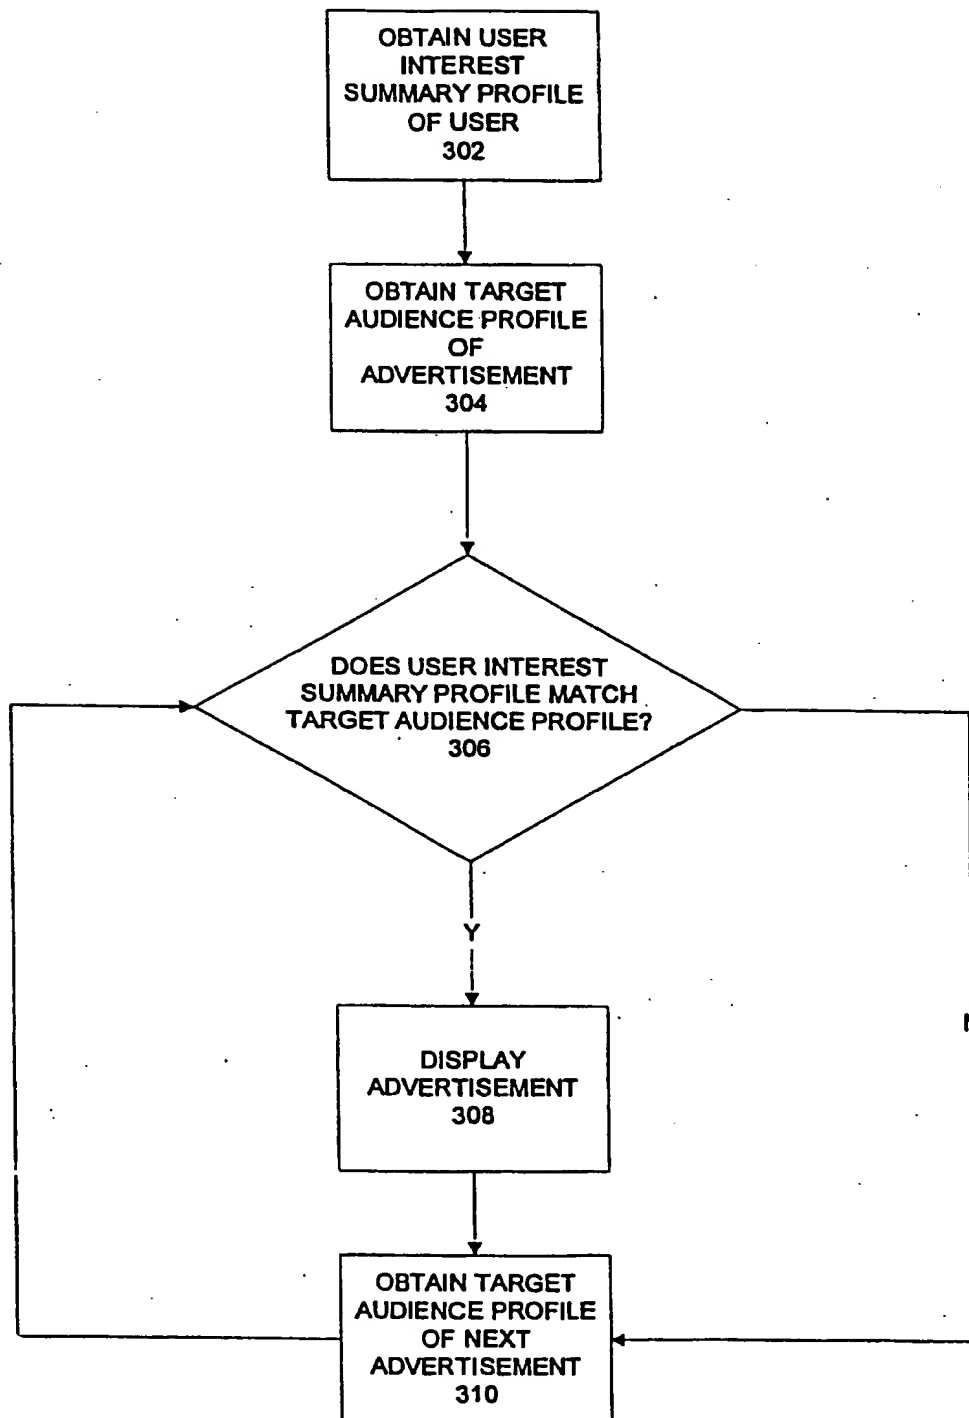 OBTAIN USER
INTEREST
SUMMARY PROFILE
OF USER
302
OBTAIN TARGET
AUDIENCE PROFILE
OF
ADVERTISEMENT
304
DOES USER INTEREST
SUMMARY PROFILE MATCH
TARGET AUDIENCE PROFILE?
306
Y
DISPLAY
ADVERTISEMENT
308
OBTAIN TARGET
AUDIENCE PROFILE
OF NEXT
ADVERTISEMENT
310